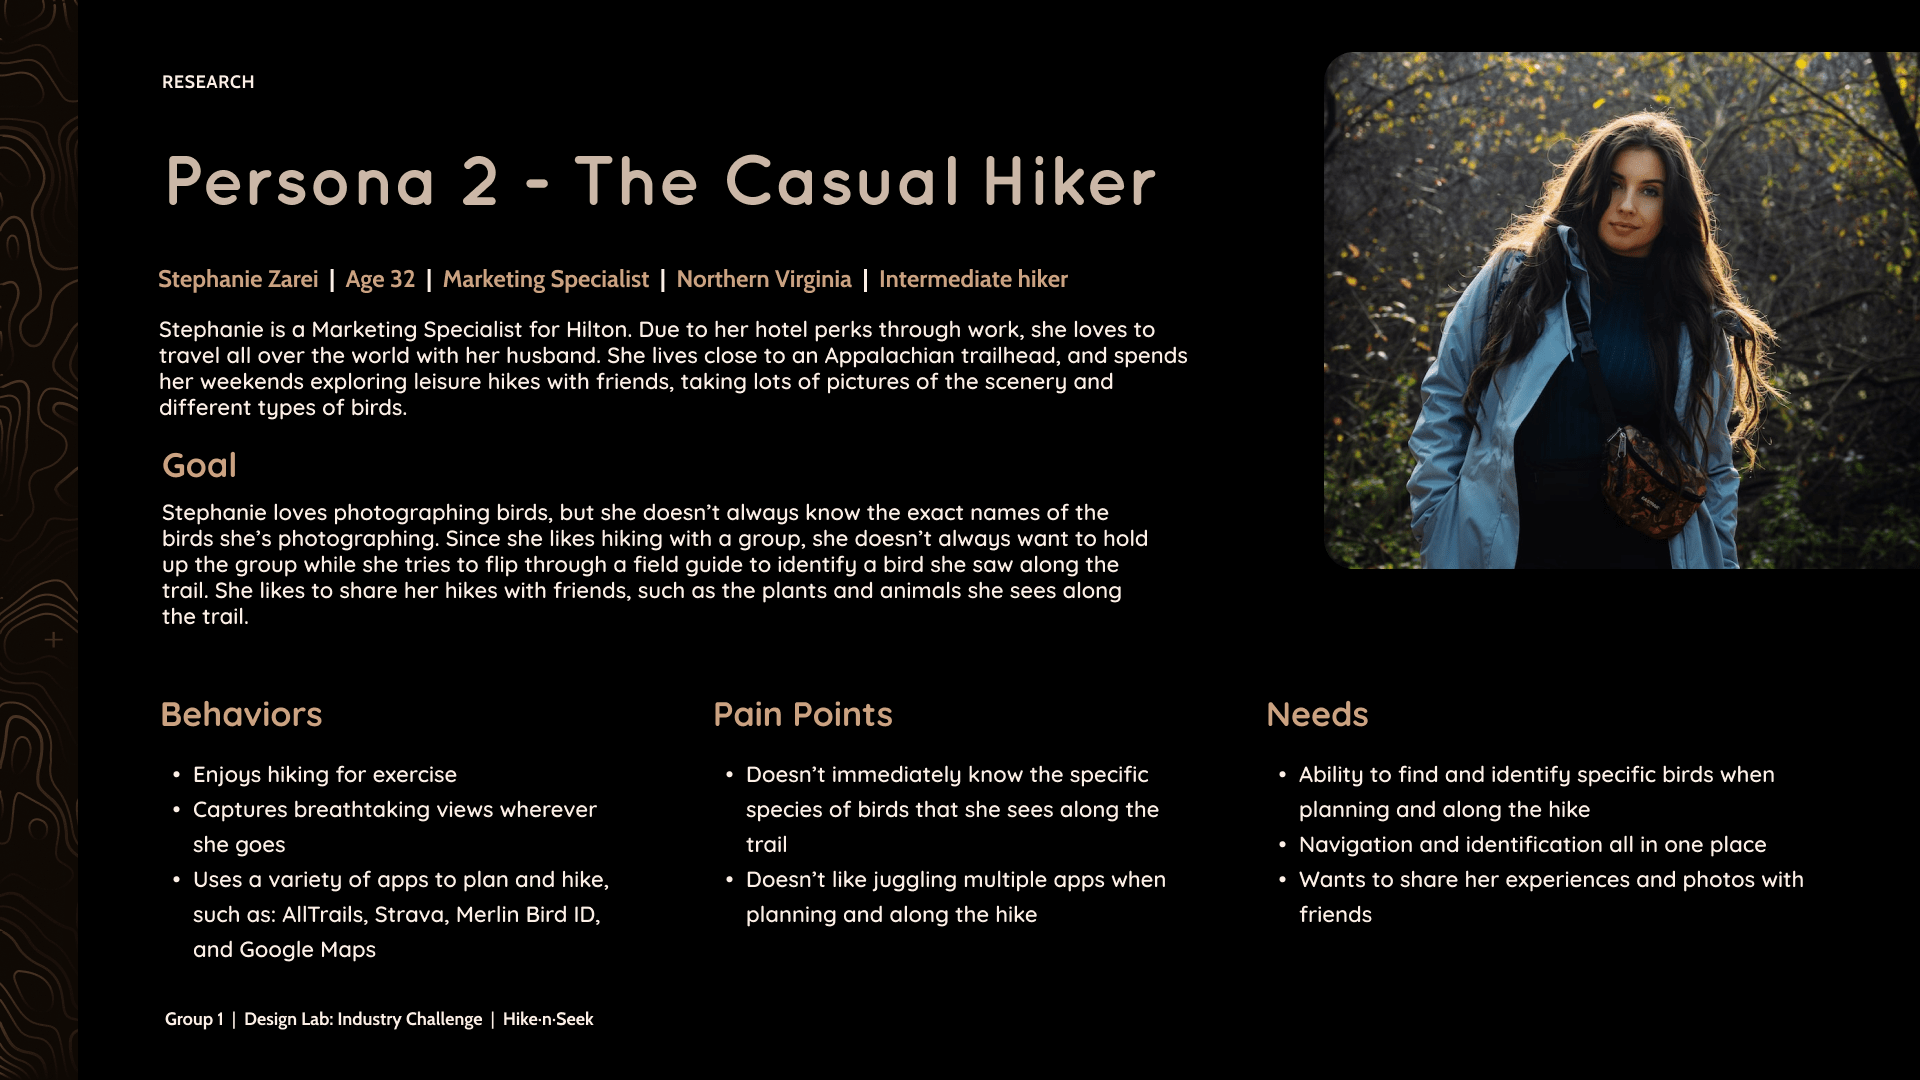 RESEARCH
Persona 2 - The Casual Hiker
Stephanie Zarei | Age 32 | Marketing Specialist | Northern Virginia | Intermediate hiker
Stephanie is a Marketing Specialist for Hilton. Due to her hotel perks through work, she loves to
travel all over the world with her husband. She lives close to an Appalachian trailhead, and spends
her weekends exploring leisure hikes with friends, taking lots of pictures of the scenery and
different types of birds.
Goal
Stephanie loves photographing birds, but she doesn’t always know the exact names of the
birds she’s photographing. Since she likes hiking with a group, she doesn’t always want to hold
up the group while she tries to flip through a field guide to identify a bird she saw along the
trail. She likes to share her hikes with friends, such as the plants and animals she sees along
the trail.
Behaviors
• Enjoys hiking for exercise
• Captures breathtaking views wherever
she goes
• Uses a variety of apps to plan and hike,
such as: AllTrails, Strava, Merlin Bird ID,
and Google Maps
Pain Points
• Doesn’t immediately know the specific
species of birds that she sees along the
trail
• Doesn’t like juggling multiple apps when
planning and along the hike
Needs
• Ability to find and identify specific birds when
planning and along the hike
• Navigation and identification all in one place
• Wants to share her experiences and photos with
friends
Group 1 | Design Lab: Industry Challenge | Hike·n·Seek